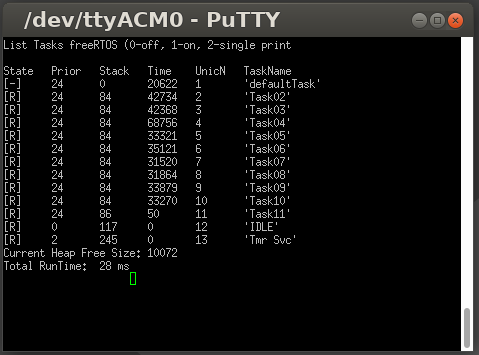 /dev/ttyACM0 - PuTTY
List Tasks freeRTOS (0-off, 1-on, 2-single print
State Prior Stack Time UnicN TaskName
[-] 24 0 20622 1 'defaultTask'
[R] 24 84 42734 2 'Task02'
[R] 24 84 42368 3 'Task03'
[R] 24 84 68756 4 'Task04'
[R] 24 84 33321 5 'Task05'
[R] 24 84 35121 6 'Task06'
[R] 24 84 31520 7 'Task07'
[R] 24 84 31864 8 'Task08'
[R] 24 84 33879 9 'Task09'
[R] 24 84 33270 10 'Task10'
[R] 24 86 50 11 'Task11'
[R] 0 117 0 12 'IDLE'
[R] 2 245 0 13 'Tmr Svc'
Current Heap Free Size: 10072
Total RunTime: 28 ms